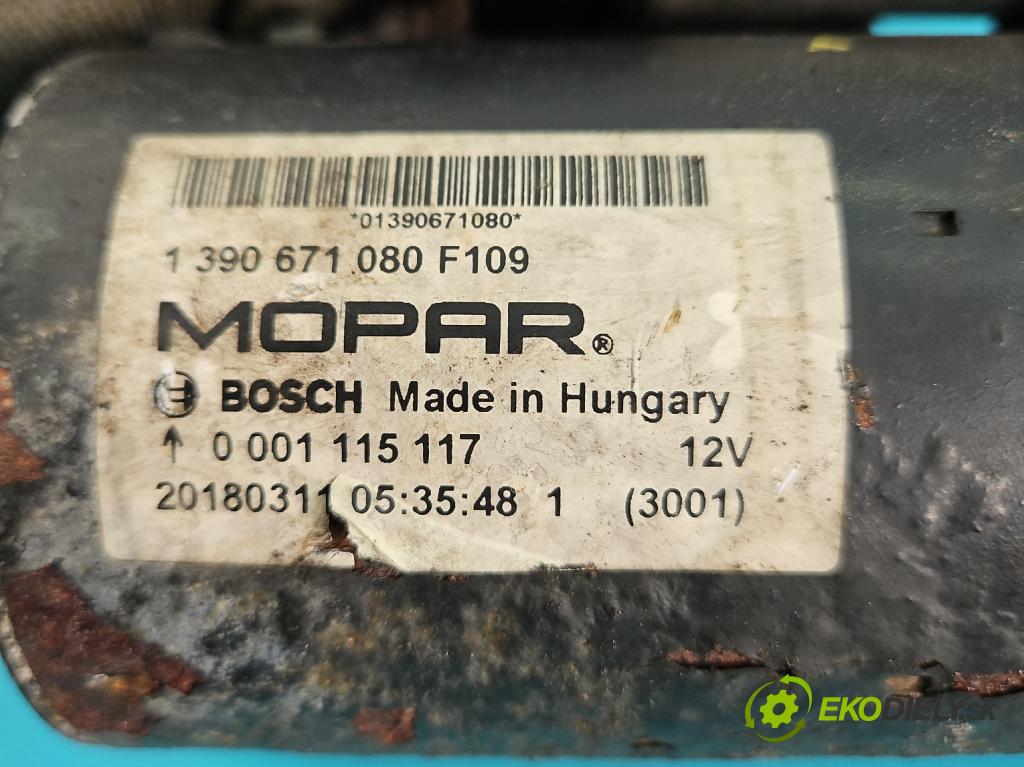 *01390671080*
1 390 671 080 F109
MOPAR®
BOSCH Made in Hungary
↑ 0 001 115 117 12V
20180311 05:35:48 1 (3001)
EKODIELY.SK